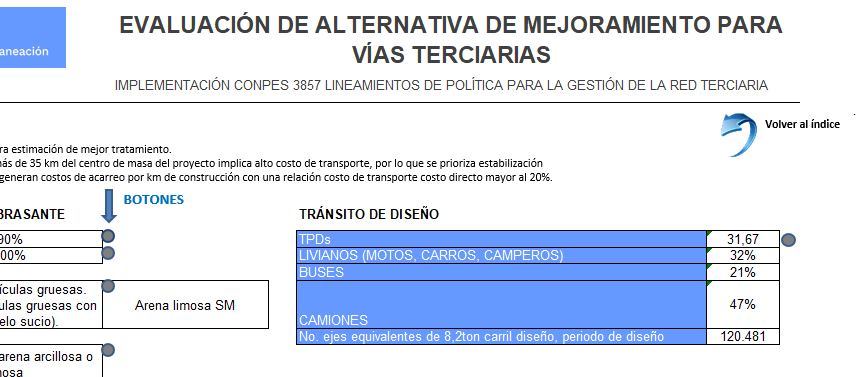 aneación
EVALUACIÓN DE ALTERNATIVA DE MEJORAMIENTO PARA
VÍAS TERCIARIAS
IMPLEMENTACIÓN CONPES 3857 LINEAMIENTOS DE POLÍTICA PARA LA GESTIÓN DE LA RED TERCIARIA
Volver al índice
ra estimación de mejor tratamiento.
nás de 35 km del centro de masa del proyecto implica alto costo de transporte, por lo que se prioriza estabilización
generan costos de acarreo por km de construcción con una relación costo de transporte costo directo mayor al 20%.
BOTONES
BRASANTE
90%
00%
ículas gruesas.
ulas gruesas con
elo sucio).
Arena limosa SM
arena arcillosa o
nosa
TRÁNSITO DE DISEÑO
TPDs 31,67
LIVIANOS (MOTOS, CARROS, CAMPEROS) 32%
BUSES 21%
CAMIONES 47%
No. ejes equivalentes de 8,2ton carril diseño, periodo de diseño 120.481